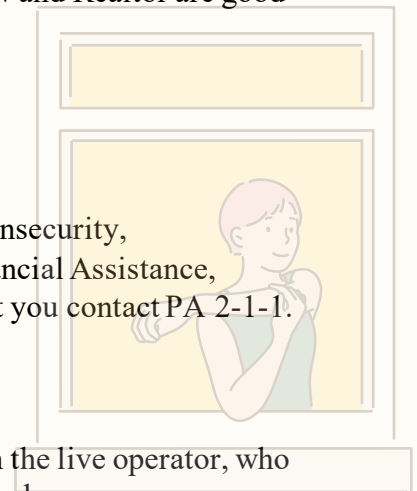 and Realtor are good
nsecurity,
ncial Assistance,
t you contact PA 2-1-1.
the live operator, who